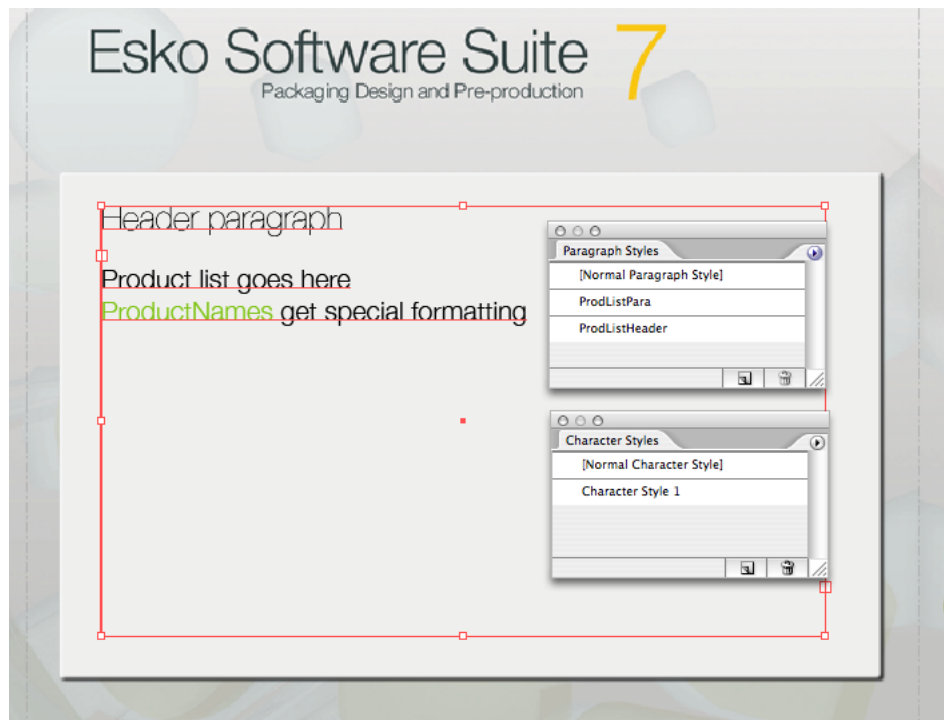 Esko Software Suite 7
Packaging Design and Pre-production
Header paragraph
Product list goes here
ProductNames get special formatting
Paragraph Styles
[Normal Paragraph Style]
ProdListPara
ProdListHeader
Character Styles
[Normal Character Style]
Character Style 1